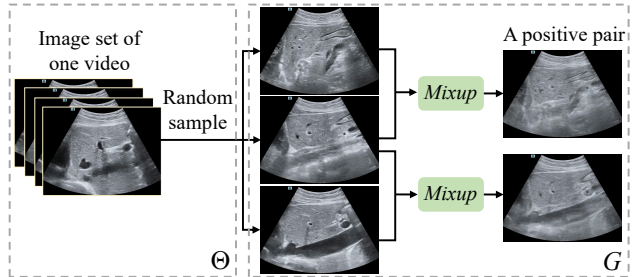 Image set of
one video
Random
sample
Θ
Mixup
Mixup
A positive pair
G